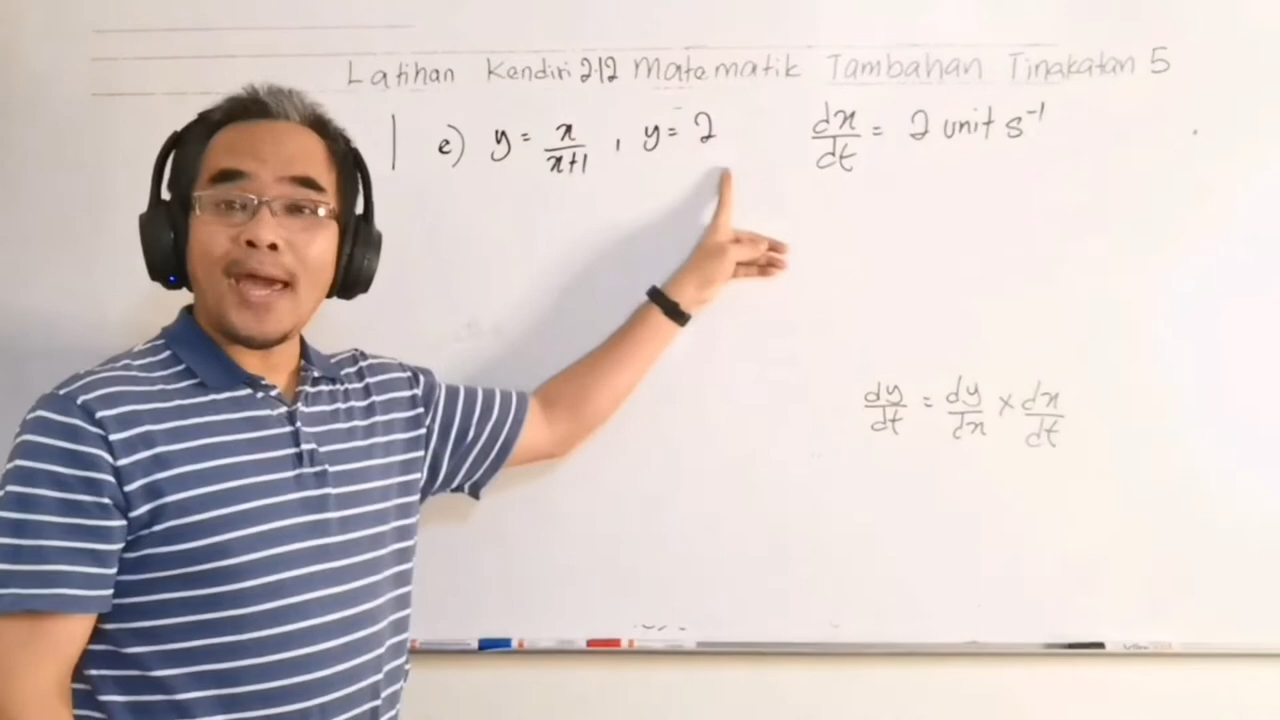 Latihan Kendiri 2.12 Matematik Tambahan Tingkatan 5
1 e) y = x/(x+1) , y = 2 dx/dt = 2 unit s⁻¹
dy/dt = dy/dx × dx/dt